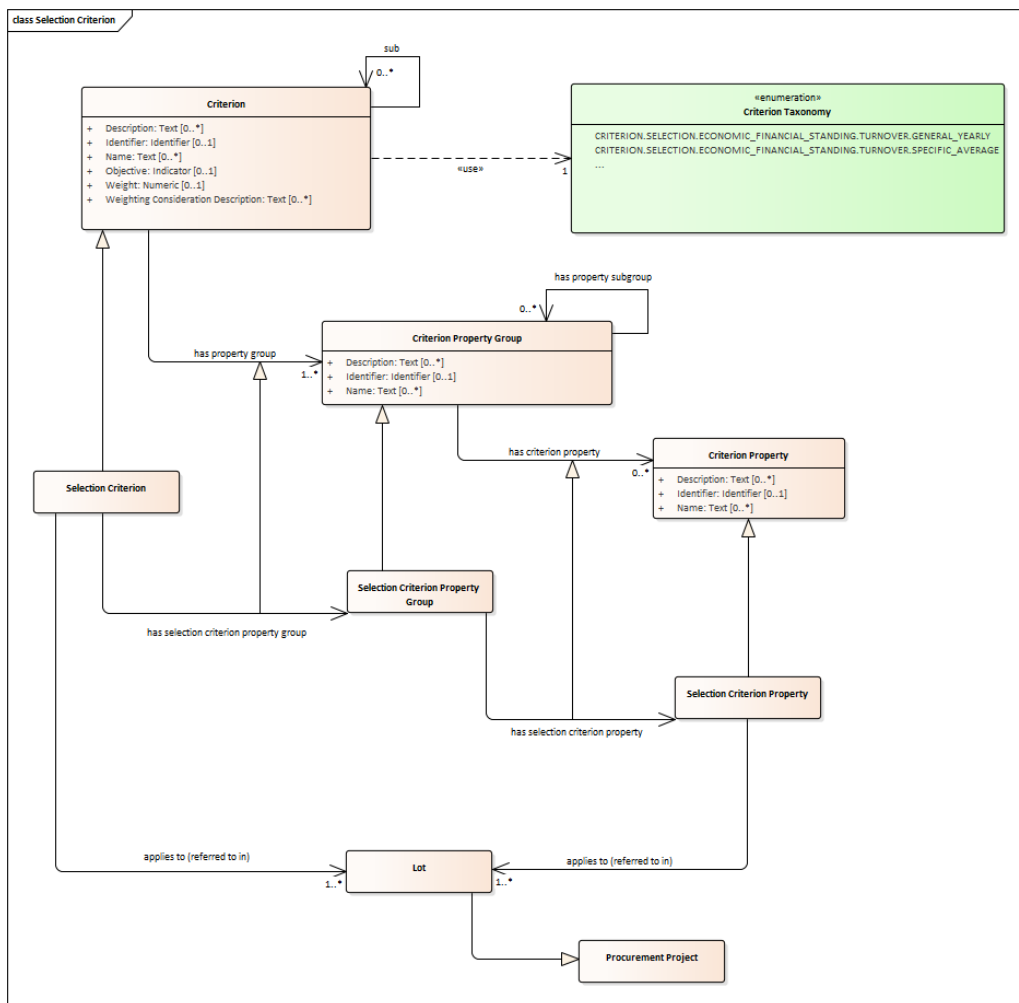 class Selection Criterion
sub
0..*
Criterion
+ Description: Text [0..*]
+ Identifier: Identifier [0..1]
+ Name: Text [0..*]
+ Objective: Indicator [0..1]
+ Weight: Numeric [0..1]
+ Weighting Consideration Description: Text [0..*]
«use»
1
«enumeration»
Criterion Taxonomy
CRITERION.SELECTION.ECONOMIC_FINANCIAL_STANDING.TURNOVER.GENERAL_YEARLY
CRITERION.SELECTION.ECONOMIC_FINANCIAL_STANDING.TURNOVER.SPECIFIC_AVERAGE
...
has property subgroup
0..*
has property group
1..*
Criterion Property Group
+ Description: Text [0..*]
+ Identifier: Identifier [0..1]
+ Name: Text [0..*]
has criterion property
0..*
Criterion Property
+ Description: Text [0..*]
+ Identifier: Identifier [0..1]
+ Name: Text [0..*]
Selection Criterion
Selection Criterion Property
Group
has selection criterion property group
Selection Criterion Property
has selection criterion property
applies to (referred to in)
1..*
Lot
applies to (referred to in)
1..*
Procurement Project